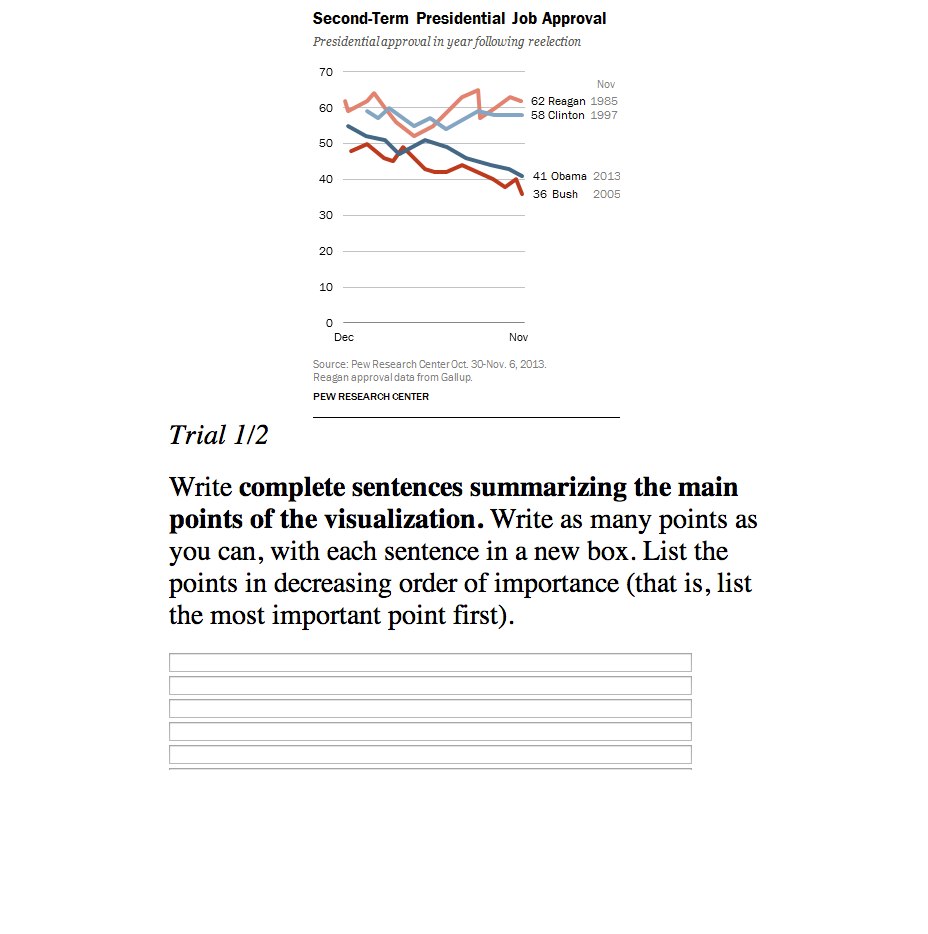 Second-Term Presidential Job Approval
Presidential approval in year following reelection
70
Nov
62 Reagan 1985
60
58 Clinton 1997
50
41 Obama 2013
40
36 Bush 2005
30
20
10
0
Dec Nov
Source: Pew Research Center Oct. 30-Nov. 6, 2013.
Reagan approval data from Gallup.
PEW RESEARCH CENTER
Trial 1/2
Write complete sentences summarizing the main
points of the visualization. Write as many points as
you can, with each sentence in a new box. List the
points in decreasing order of importance (that is, list
the most important point first).